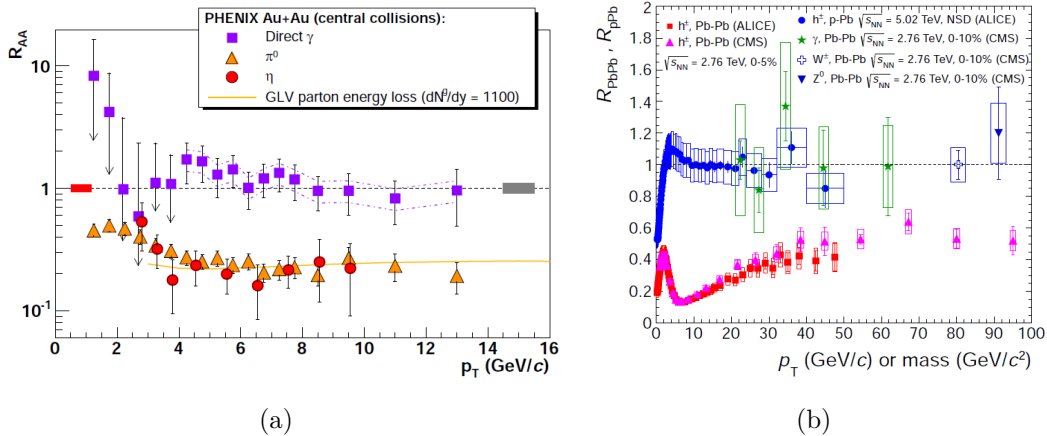 PHENIX Au+Au (central collisions):
Direct γ
π⁰
η
GLV parton energy loss (dNᵍ/dy = 1100)
R_AA
10
1
10⁻¹
0 2 4 6 8 10 12 14 16
p_T (GeV/c)
(a)
h±, Pb-Pb (ALICE)
h±, Pb-Pb (CMS)
√s_NN = 2.76 TeV, 0-5%
h±, p-Pb √s_NN = 5.02 TeV, NSD (ALICE)
γ, Pb-Pb √s_NN = 2.76 TeV, 0-10% (CMS)
W±, Pb-Pb √s_NN = 2.76 TeV, 0-10% (CMS)
Z⁰, Pb-Pb √s_NN = 2.76 TeV, 0-10% (CMS)
R_PbPb , R_pPb
2
1.8
1.6
1.4
1.2
1
0.8
0.6
0.4
0.2
0
0 10 20 30 40 50 60 70 80 90 100
p_T (GeV/c) or mass (GeV/c²)
(b)